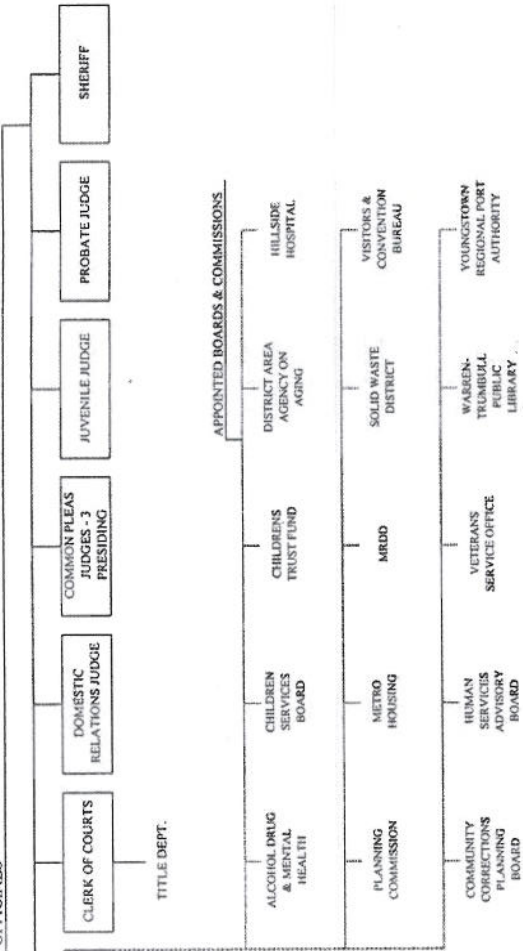 CLERK OF COURTS
DOMESTIC
RELATIONS JUDGE
COMMON PLEAS
JUDGES - 3
PRESIDING
JUVENILE JUDGE
PROBATE JUDGE
SHERIFF
TITLE DEPT.
APPOINTED BOARDS & COMMISSIONS
ALCOHOL DRUG
& MENTAL
HEALTH
CHILDREN
SERVICES
BOARD
CHILDRENS
TRUST FUND
DISTRICT AREA
AGENCY ON
AGING
HILLSIDE
HOSPITAL
PLANNING
COMMISSION
METRO
HOUSING
MRDD
SOLID WASTE
DISTRICT
VISITORS &
CONVENTION
BUREAU
COMMUNITY
CORRECTIONS
PLANNING
BOARD
HUMAN
SERVICES
ADVISORY
BOARD
VETERANS
SERVICE OFFICE
WARREN-
TRUMBULL
PUBLIC
LIBRARY
YOUNGSTOWN
REGIONAL PORT
AUTHORITY